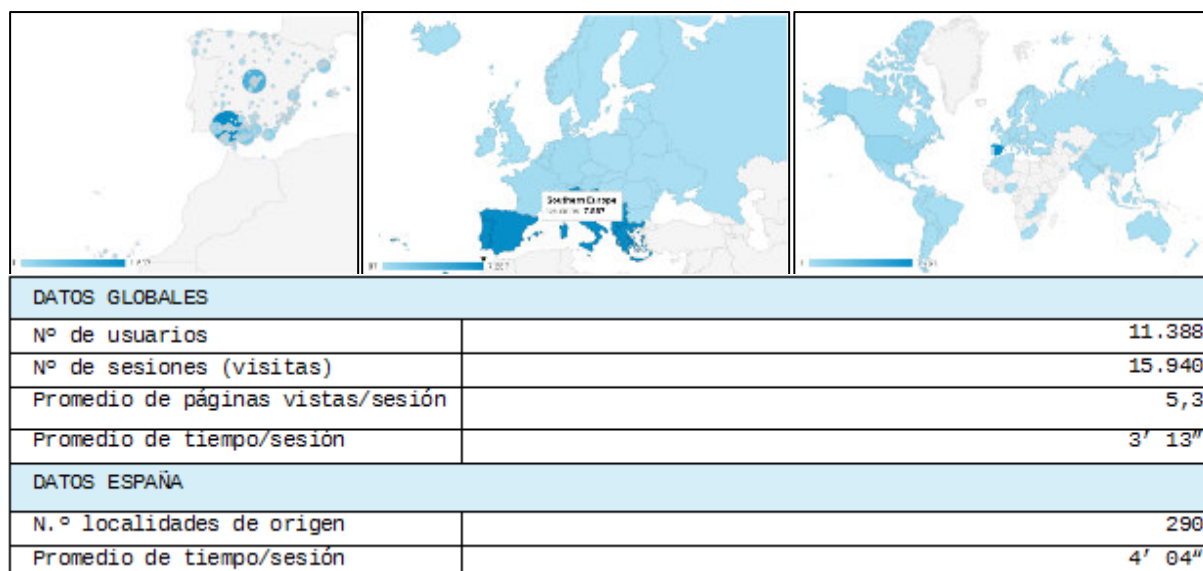 Southern Europe
DATOS GLOBALES
Nº de usuarios 11.388
Nº de sesiones (visitas) 15.940
Promedio de páginas vistas/sesión 5,3
Promedio de tiempo/sesión 3’ 13”
DATOS ESPAÑA
N.º localidades de origen 290
Promedio de tiempo/sesión 4’ 04”